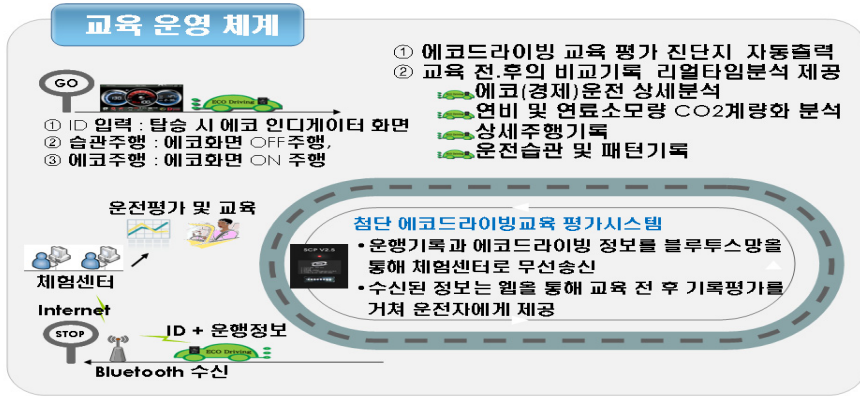 교육 운영 체계
① 에코드라이빙 교육 평가 진단지 자동출력
② 교육 전.후의 비교기록 리얼타임분석 제공
에코(경제)운전 상세분석
연비 및 연료소모량 CO2계량화 분석
상세주행기록
운전습관 및 패턴기록
GO
ECO Driving
① ID 입력 : 탑승 시 에코 인디게이터 화면
② 습관주행 : 에코화면 OFF주행,
③ 에코주행 : 에코화면 ON 주행
운전평가 및 교육
체험센터
Internet
STOP
ID + 운행정보
ECO Driving
Bluetooth 수신
첨단 에코드라이빙교육 평가시스템
SCP V2.5
•운행기록과 에코드라이빙 정보를 블루투스망을
통해 체험센터로 무선송신
•수신된 정보는 웹을 통해 교육 전 후 기록평가를
거쳐 운전자에게 제공